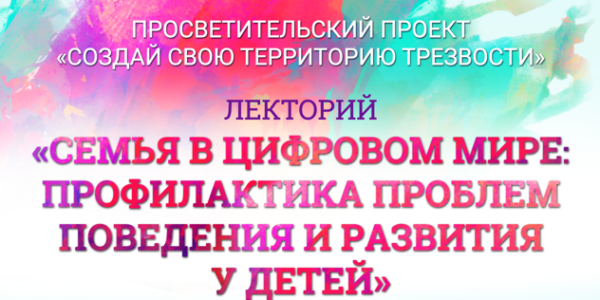 ПРОСВЕТИТЕЛЬСКИЙ ПРОЕКТ
«СОЗДАЙ СВОЮ ТЕРРИТОРИЮ ТРЕЗВОСТИ»
ЛЕКТОРИЙ
«СЕМЬЯ В ЦИФРОВОМ МИРЕ:
ПРОФИЛАКТИКА ПРОБЛЕМ
ПОВЕДЕНИЯ И РАЗВИТИЯ
У ДЕТЕЙ»